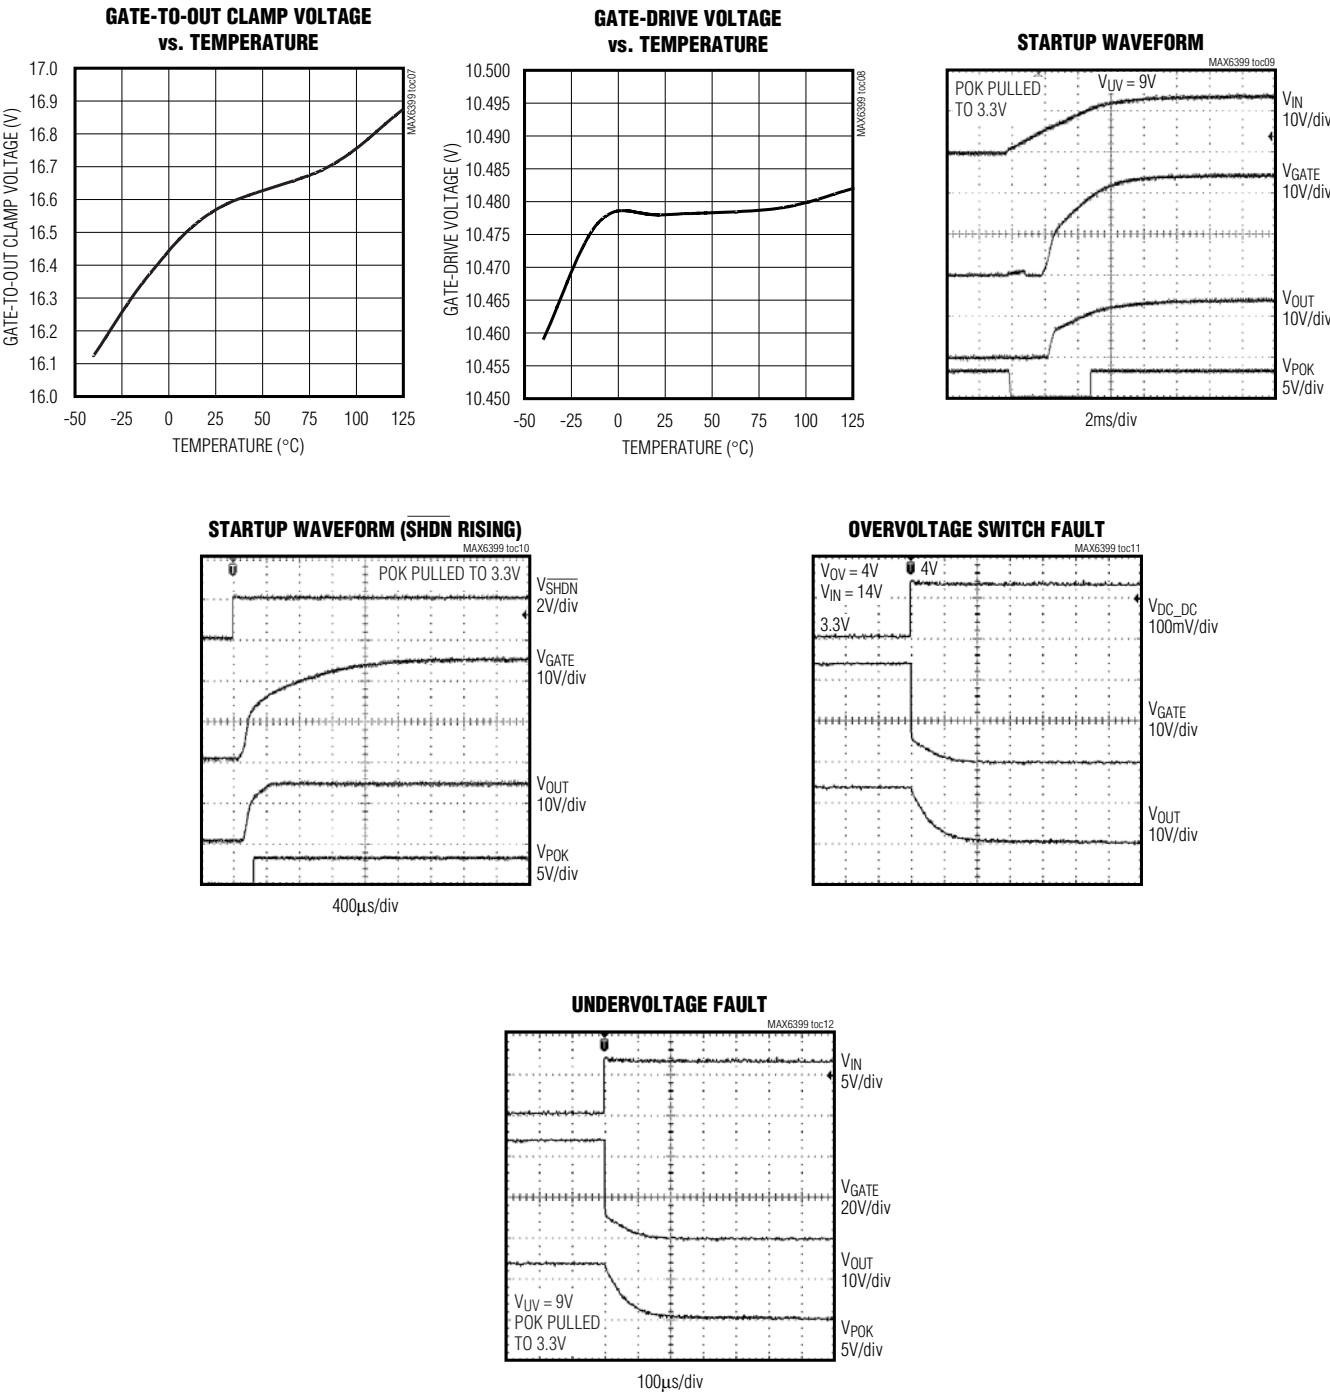 GATE-TO-OUT CLAMP VOLTAGE
vs. TEMPERATURE
MAX6399 toc07
GATE-TO-OUT CLAMP VOLTAGE (V)
17.0
16.9
16.8
16.7
16.6
16.5
16.4
16.3
16.2
16.1
16.0
-50 -25 0 25 50 75 100 125
TEMPERATURE (°C)
GATE-DRIVE VOLTAGE
vs. TEMPERATURE
MAX6399 toc08
GATE-DRIVE VOLTAGE (V)
10.500
10.495
10.490
10.485
10.480
10.475
10.470
10.465
10.460
10.455
10.450
-50 -25 0 25 50 75 100 125
TEMPERATURE (°C)
STARTUP WAVEFORM
MAX6399 toc09
POK PULLED
TO 3.3V
VUV = 9V
VIN
10V/div
VGATE
10V/div
VOUT
10V/div
VPOK
5V/div
2ms/div
STARTUP WAVEFORM (S̅H̅D̅N̅ RISING)
MAX6399 toc10
POK PULLED TO 3.3V
VS̅H̅D̅N̅
2V/div
VGATE
10V/div
VOUT
10V/div
VPOK
5V/div
400µs/div
OVERVOLTAGE SWITCH FAULT
MAX6399 toc11
VOV = 4V
VIN = 14V
4V
3.3V
VDC_DC
100mV/div
VGATE
10V/div
VOUT
10V/div
UNDERVOLTAGE FAULT
MAX6399 toc12
VIN
5V/div
VGATE
20V/div
VOUT
10V/div
VUV = 9V
POK PULLED
TO 3.3V
VPOK
5V/div
100µs/div